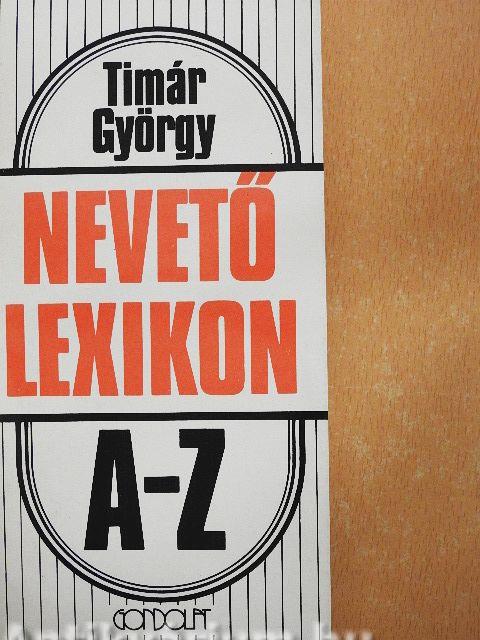 Timár
György
NEVETŐ
LEXIKON
A-Z
GONDOLAT